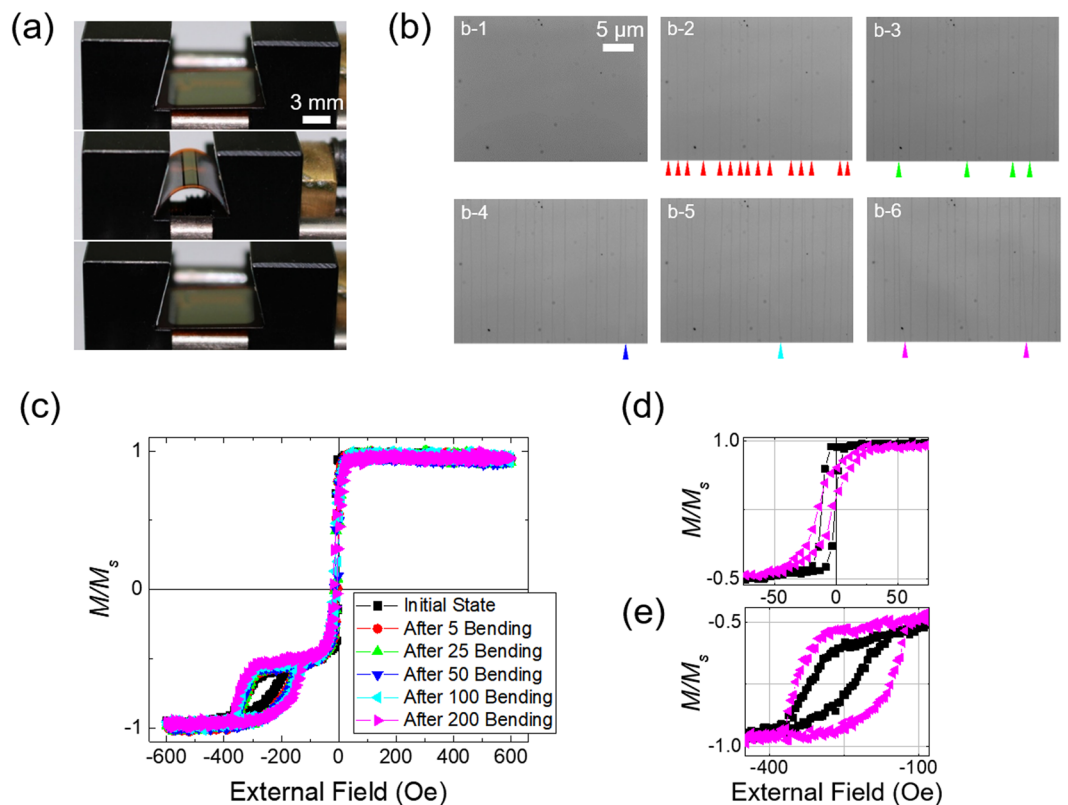 (a)
3 mm
(b)
b-1
5 μm
b-2
b-3
b-4
b-5
b-6
(c)
M/Ms
1
0
-1
-600
-400
-200
0
200
400
600
External Field (Oe)
Initial State
After 5 Bending
After 25 Bending
After 50 Bending
After 100 Bending
After 200 Bending
(d)
M/Ms
1.0
-0.5
-50
0
50
(e)
M/Ms
-0.5
-1.0
-400
-100
External Field (Oe)